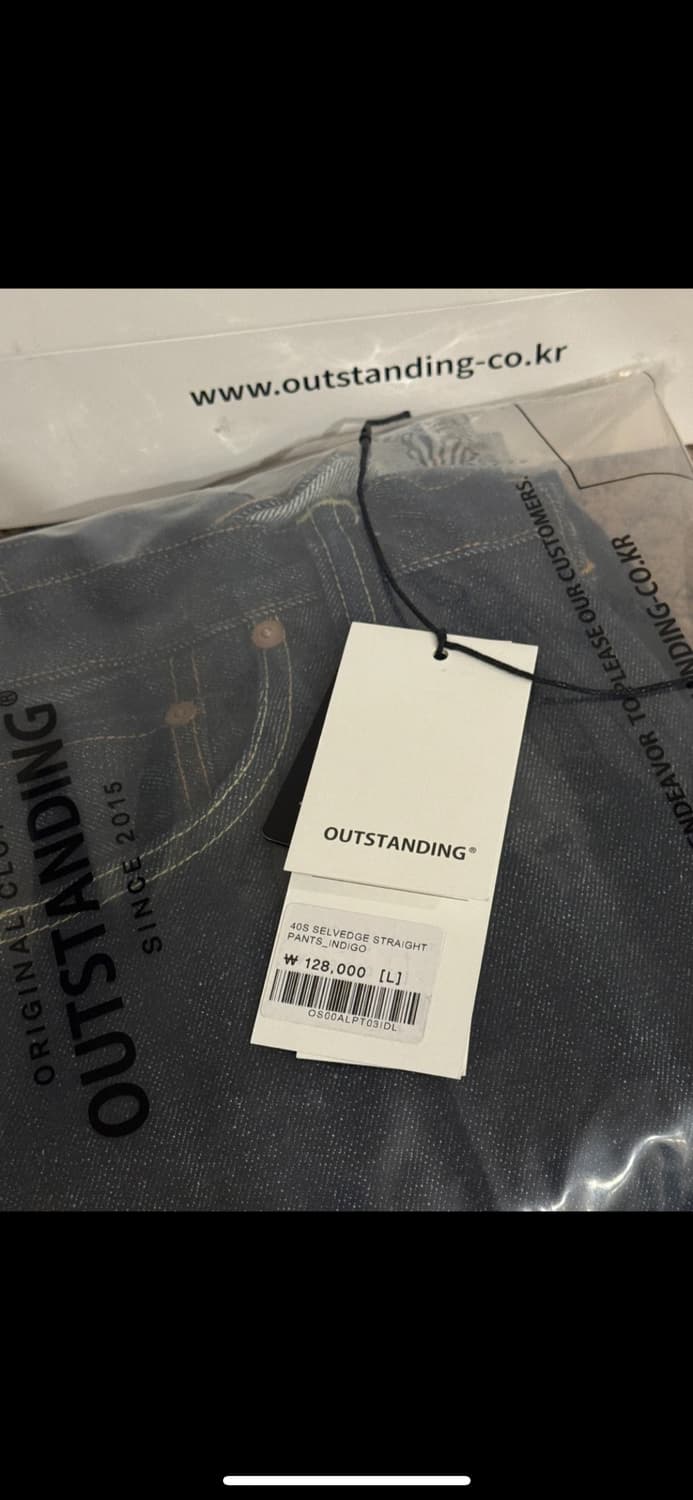 www.outstanding-co.kr
OUTSTANDING®
40S SELVEDGE STRAIGHT
PANTS_INDIGO
₩ 128,000 [L]
OS00ALPT03IDL
ORIGINAL
OUTSTANDING®
SINCE 2015
ENDEAVOR TO PLEASE OUR CUSTOMERS.
NDING-CO.KR